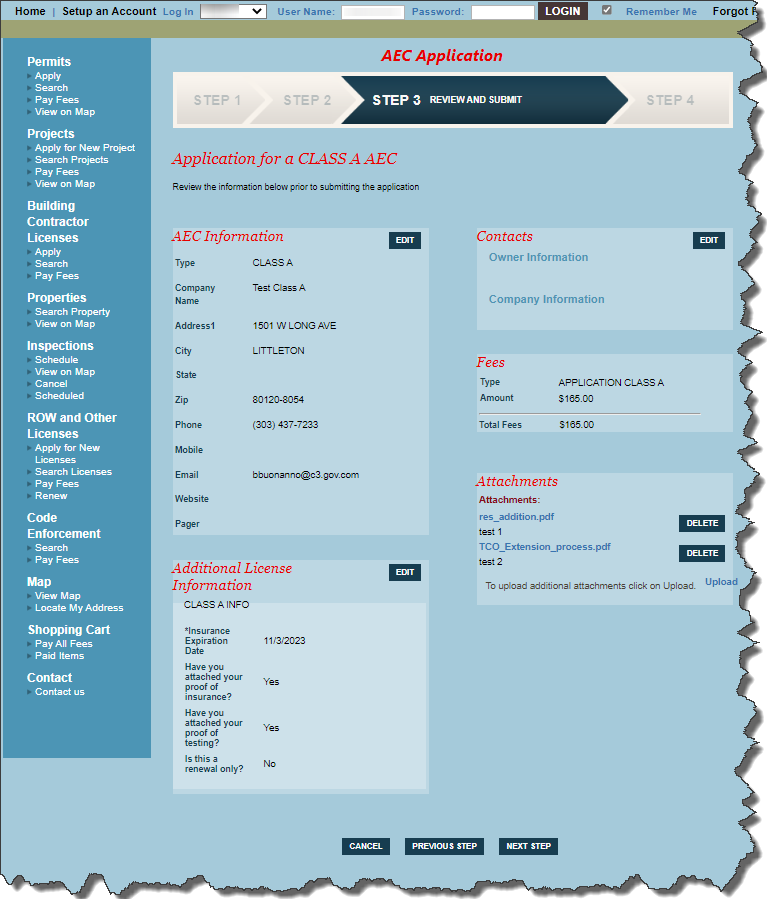 Home | Setup an Account Log In User Name: Password: LOGIN Remember Me Forgot
AEC Application
STEP 1 STEP 2 STEP 3 REVIEW AND SUBMIT STEP 4
Permits
Apply
Search
Pay Fees
View on Map
Projects
Apply for New Project
Search Projects
Pay Fees
View on Map
Building
Contractor
Licenses
Apply
Search
Pay Fees
Properties
Search Property
View on Map
Inspections
Schedule
View on Map
Cancel
Scheduled
ROW and Other
Licenses
Apply for New
Licenses
Search Licenses
Pay Fees
Renew
Code
Enforcement
Search
Pay Fees
Map
View Map
Locate My Address
Shopping Cart
Pay All Fees
Paid Items
Contact
Contact us
Application for a CLASS A AEC
Review the information below prior to submitting the application
AEC Information EDIT
Type CLASS A
Company
Name Test Class A
Address1 1501 W LONG AVE
City LITTLETON
State
Zip 80120-8054
Phone (303) 437-7233
Mobile
Email bbuonanno@c3.gov.com
Website
Pager
Additional License
Information EDIT
CLASS A INFO
*Insurance
Expiration
Date 11/3/2023
Have you
attached your
proof of
insurance? Yes
Have you
attached your
proof of
testing? Yes
Is this a
renewal only? No
Contacts EDIT
Owner Information
Company Information
Fees
Type APPLICATION CLASS A
Amount $165.00
Total Fees $165.00
Attachments
Attachments:
res_addition.pdf DELETE
test 1
TCO_Extension_process.pdf DELETE
test 2
To upload additional attachments click on Upload. Upload
CANCEL PREVIOUS STEP NEXT STEP